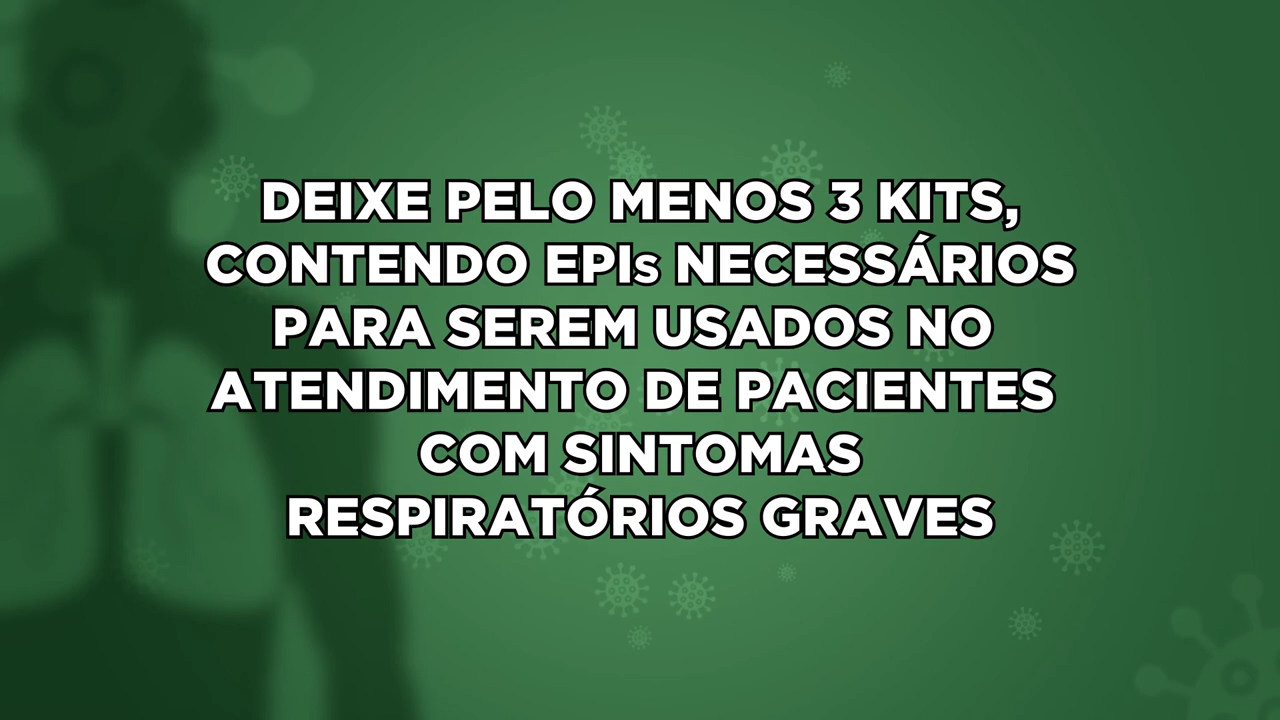 DEIXE PELO MENOS 3 KITS,
CONTENDO EPIs NECESSÁRIOS
PARA SEREM USADOS NO
ATENDIMENTO DE PACIENTES
COM SINTOMAS
RESPIRATÓRIOS GRAVES